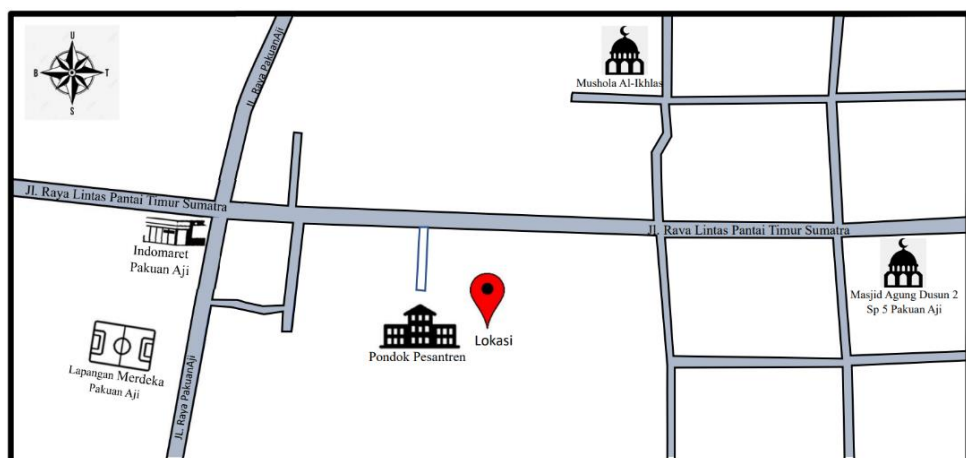 U
B
T
S
Jl. Raya PakuanAji
Mushola Al-Ikhlas
Jl. Raya Lintas Pantai Timur Sumatra
Jl. Raya Lintas Pantai Timur Sumatra
Indomaret
Pakuan Aji
Masjid Agung Dusun 2
Sp 5 Pakuan Aji
Lokasi
Pondok Pesantren
Lapangan Merdeka
Pakuan Aji
JL. Raya PakuanAji